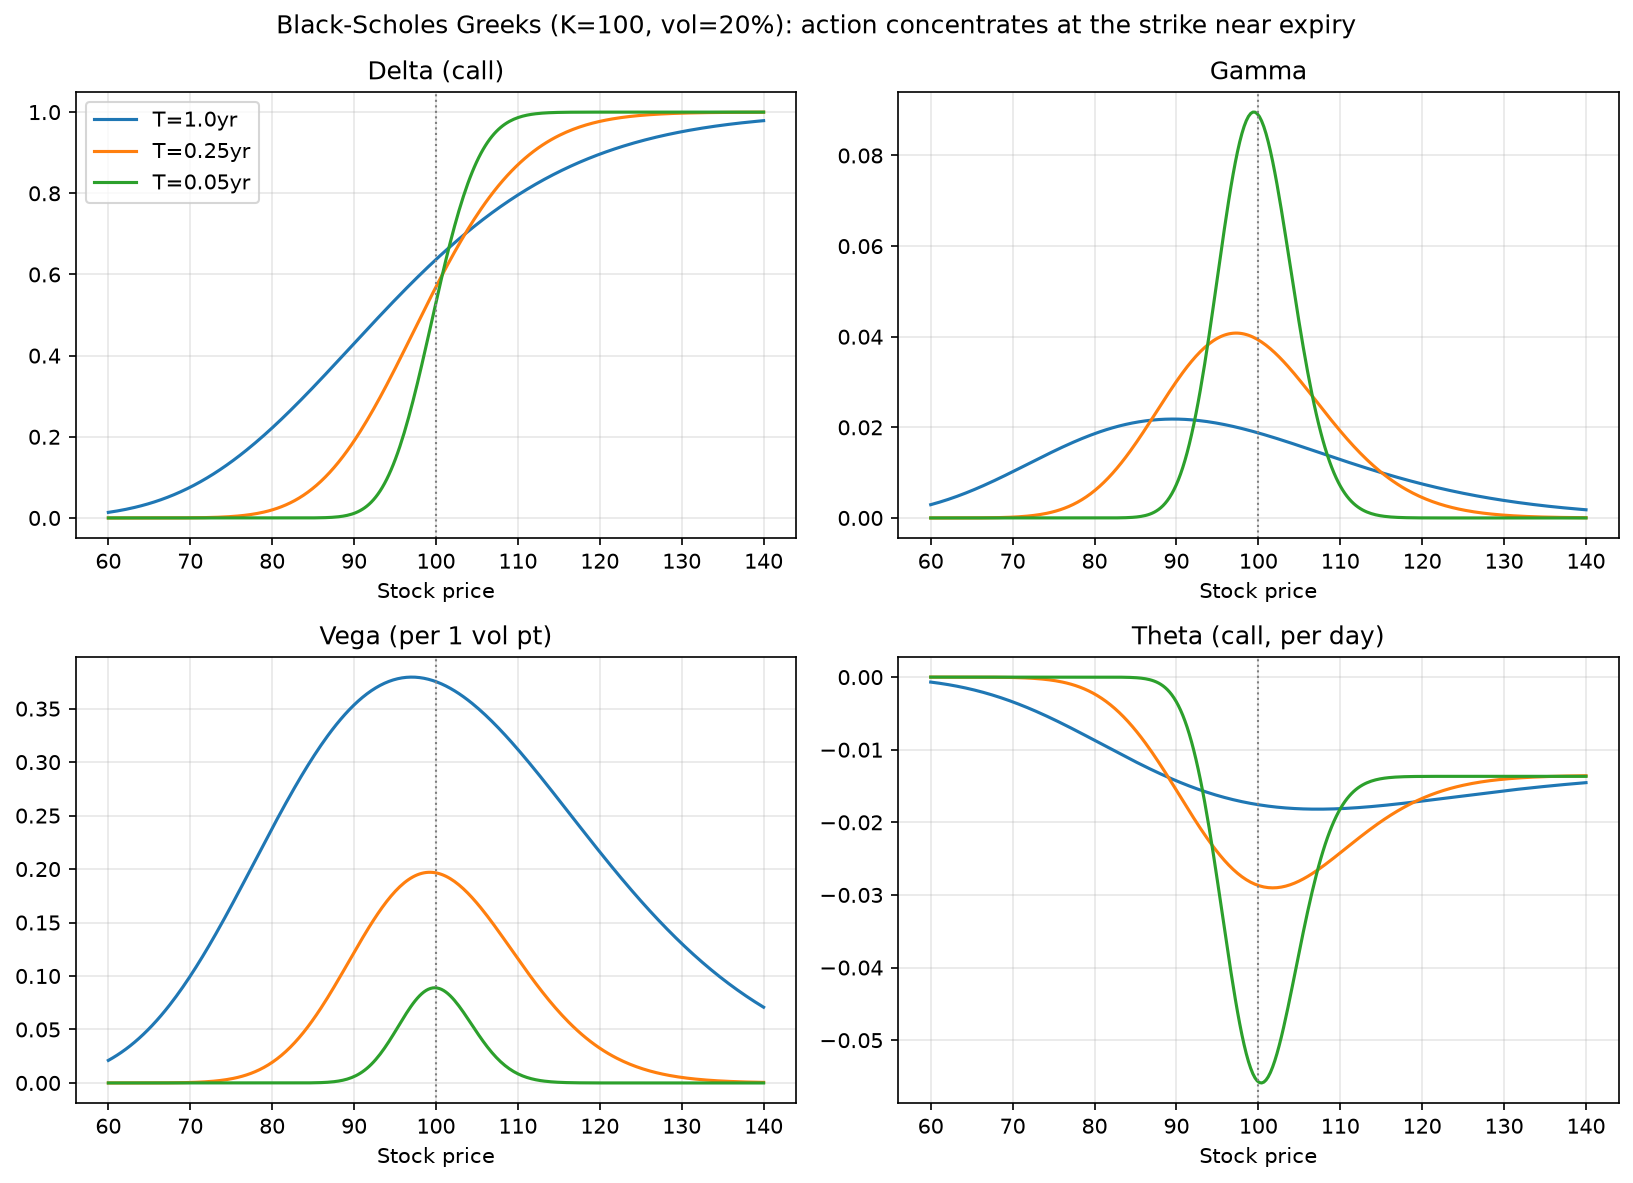 Black-Scholes Greeks (K=100, vol=20%): action concentrates at the strike near expiry
Delta (call)
1.0
0.8
0.6
0.4
0.2
0.0
T=1.0yr
T=0.25yr
T=0.05yr
60 70 80 90 100 110 120 130 140
Stock price
Gamma
0.08
0.06
0.04
0.02
0.00
60 70 80 90 100 110 120 130 140
Stock price
Vega (per 1 vol pt)
0.35
0.30
0.25
0.20
0.15
0.10
0.05
0.00
60 70 80 90 100 110 120 130 140
Stock price
Theta (call, per day)
0.00
−0.01
−0.02
−0.03
−0.04
−0.05
60 70 80 90 100 110 120 130 140
Stock price